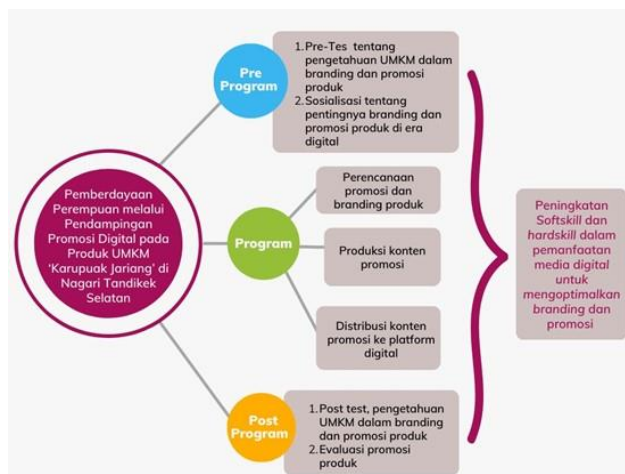 Pemberdayaan
Perempuan melalui
Pendampingan
Promosi Digital pada
Produk UMKM
‘Karupuak Jariang’ di
Nagari Tandikek
Selatan
Pre
Program
1. Pre-Tes tentang
pengetahuan UMKM dalam
branding dan promosi
produk
2. Sosialisasi tentang
pentingnya branding dan
promosi produk di era
digital
Program
Perencanaan
promosi dan
branding produk
Produksi konten
promosi
Distribusi konten
promosi ke platform
digital
Post
Program
1. Post test, pengetahuan
UMKM dalam branding
dan promosi produk
2. Evaluasi promosi
produk
Peningkatan
Softskill dan
hardskill dalam
pemanfaatan
media digital
untuk
mengoptimalkan
branding dan
promosi